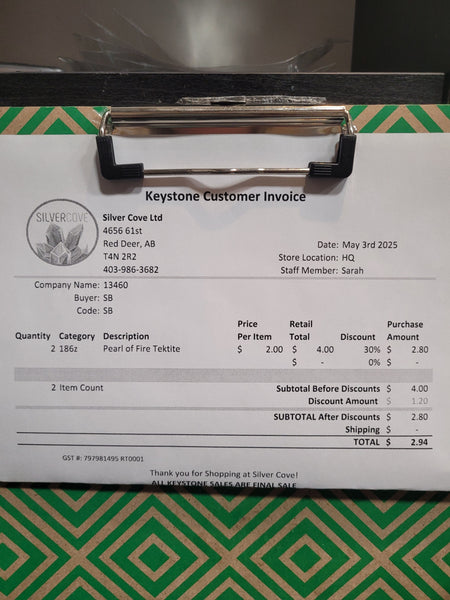 Keystone Customer Invoice
SILVERCOVE
Silver Cove Ltd
4656 61st
Red Deer, AB
T4N 2R2
403-986-3682
Date: May 3rd 2025
Store Location: HQ
Staff Member: Sarah
Company Name: 13460
Buyer: SB
Code: SB
Quantity Category Description Price Per Item Retail Total Discount Purchase Amount
2 186z Pearl of Fire Tektite $ 2.00 $ 4.00 30% $ 2.80
$ - 0% $ -
2 Item Count
Subtotal Before Discounts $ 4.00
Discount Amount $ 1.20
SUBTOTAL After Discounts $ 2.80
Shipping $ -
TOTAL $ 2.94
GST #: 797981495 RT0001
Thank you for Shopping at Silver Cove!
ALL KEYSTONE SALES ARE FINAL SALE